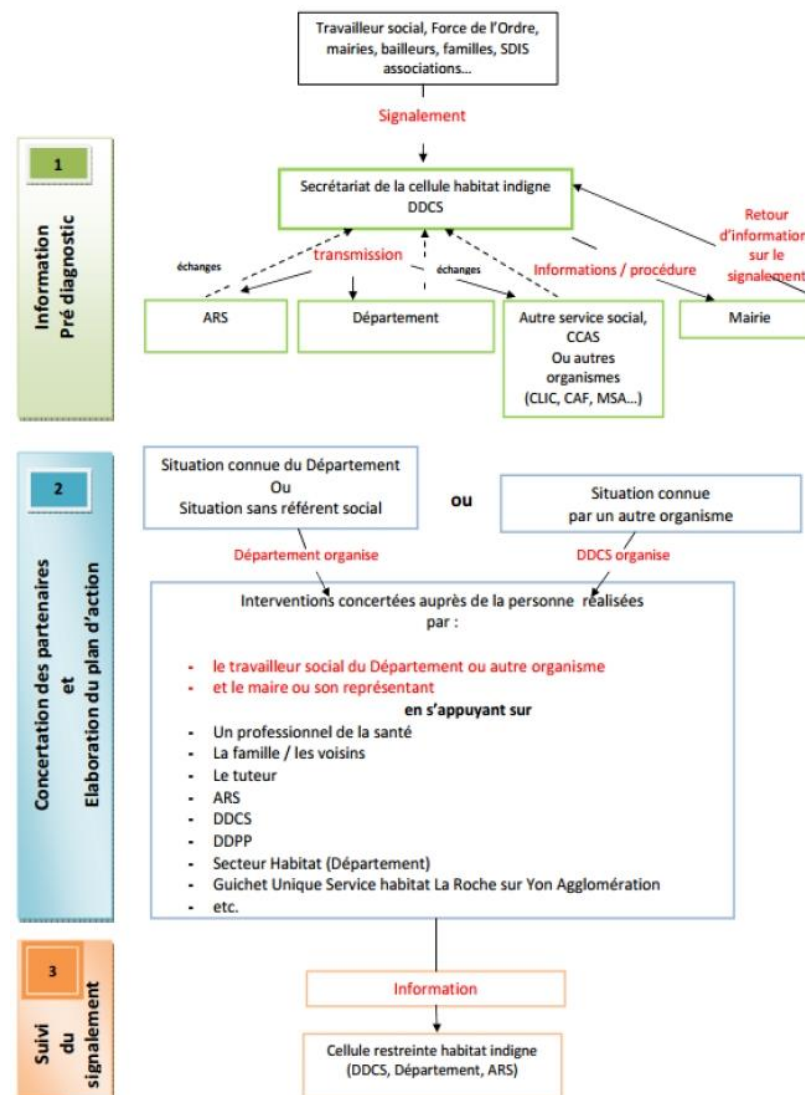 Travailleur social, Force de l'Ordre,
mairies, bailleurs, familles, SDIS
associations…
Signalement
1
Information
Pré diagnostic
Secrétariat de la cellule habitat indigne
DDCS
Retour
d'information
sur le
signalement
échanges
transmission
échanges
Informations / procédure
ARS
Département
Autre service social,
CCAS
Ou autres
organismes
(CLIC, CAF, MSA…)
Mairie
2
Concertation des partenaires
et
Elaboration du plan d'action
Situation connue du Département
Ou
Situation sans référent social
ou
Situation connue
par un autre organisme
Département organise
DDCS organise
Interventions concertées auprès de la personne réalisées
par :
- le travailleur social du Département ou autre organisme
- et le maire ou son représentant
en s'appuyant sur
- Un professionnel de la santé
- La famille / les voisins
- Le tuteur
- ARS
- DDCS
- DDPP
- Secteur Habitat (Département)
- Guichet Unique Service habitat La Roche sur Yon Agglomération
- etc.
3
Suivi
du
signalement
Information
Cellule restreinte habitat indigne
(DDCS, Département, ARS)